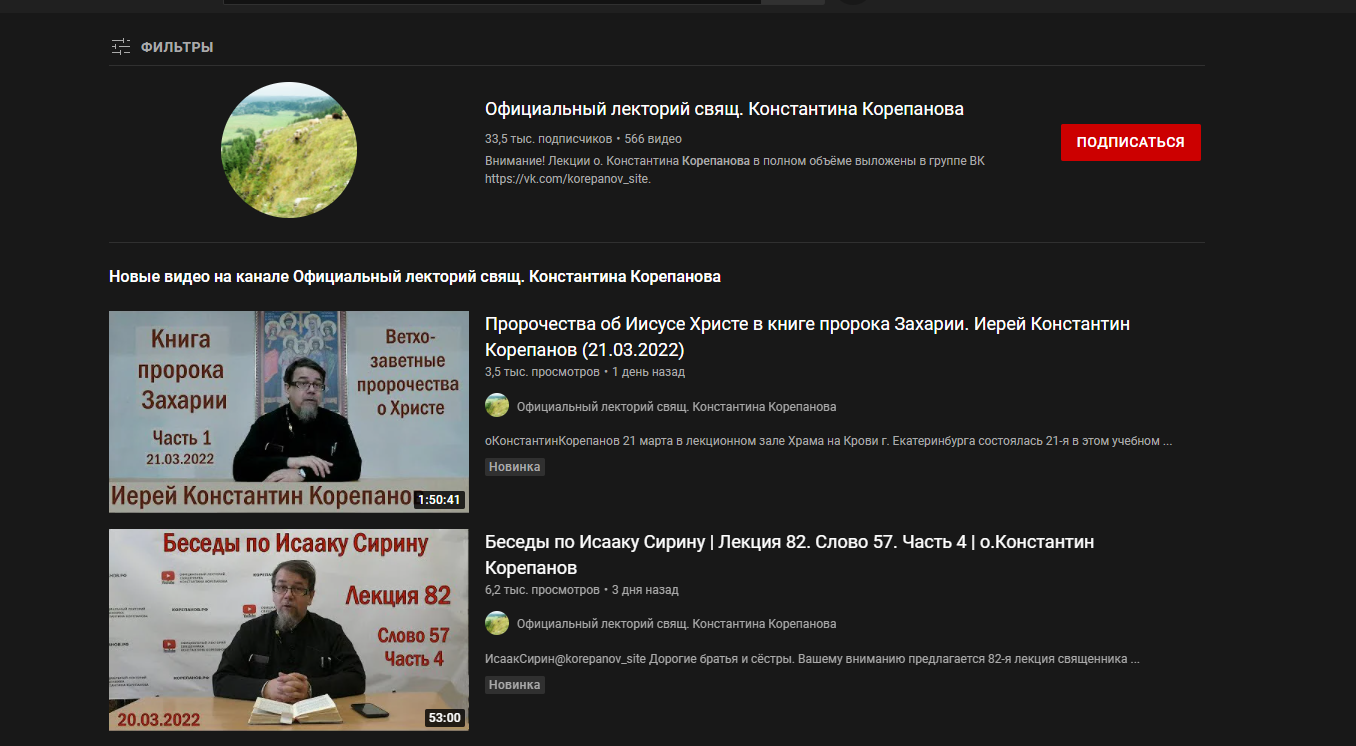 ФИЛЬТРЫ
Официальный лекторий свящ. Константина Корепанова
33,5 тыс. подписчиков • 566 видео
Внимание! Лекции о. Константина Корепанова в полном объёме выложены в группе ВК
https://vk.com/korepanov_site.
ПОДПИСАТЬСЯ
Новые видео на канале Официальный лекторий свящ. Константина Корепанова
Книга
пророка
Захарии
Часть 1
21.03.2022
Ветхо-
заветные
пророчества
о Христе
Иерей Константин Корепано
1:50:41
Пророчества об Иисусе Христе в книге пророка Захарии. Иерей Константин
Корепанов (21.03.2022)
3,5 тыс. просмотров • 1 день назад
Официальный лекторий свящ. Константина Корепанова
оКонстантинКорепанов 21 марта в лекционном зале Храма на Крови г. Екатеринбурга состоялась 21-я в этом учебном ...
Новинка
Беседы по Исааку Сирину
Лекция 82
Слово 57
Часть 4
КОРЕПАНОВ.РФ
КОРЕПАНОВ.РФ
20.03.2022
53:00
Беседы по Исааку Сирину | Лекция 82. Слово 57. Часть 4 | о.Константин
Корепанов
6,2 тыс. просмотров • 3 дня назад
Официальный лекторий свящ. Константина Корепанова
ИсаакСирин@korepanov_site Дорогие братья и сёстры. Вашему вниманию предлагается 82-я лекция священника ...
Новинка